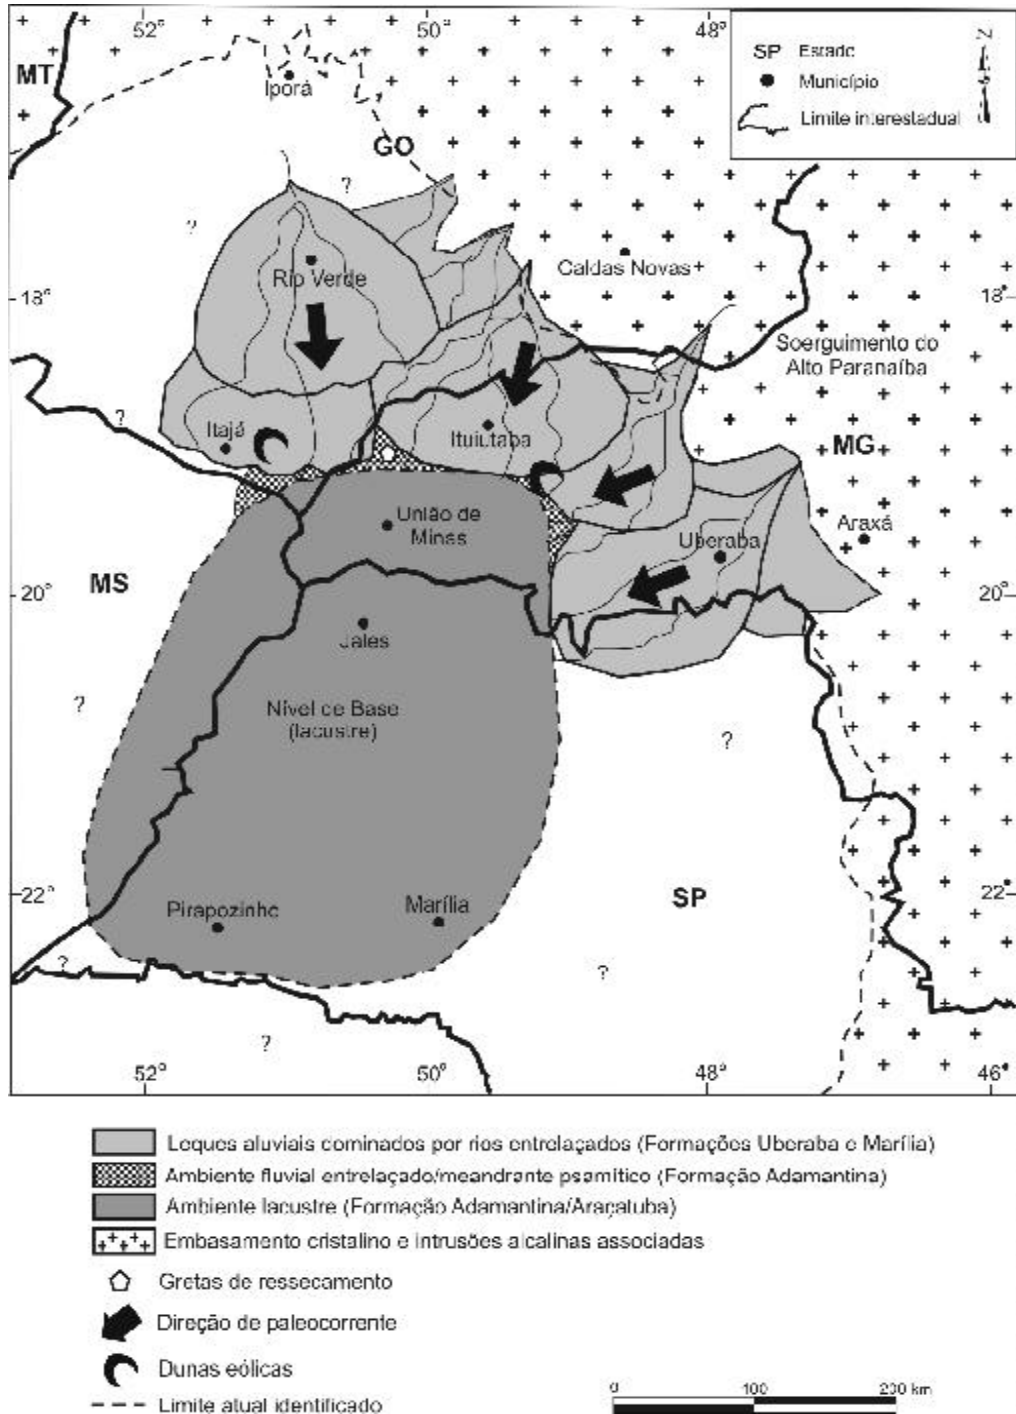 52°
50°
48°
MT
Iporá
GO
?
?
SP Estado
Município
Limite interestadual
N
Rio Verde
Caldas Novas
18°
18°
Soerguimento do
Alto Paranaíba
?
Itajá
Ituiutaba
MG
União de
Minas
Uberaba
Araxá
MS
20°
20°
Jales
?
Nível de Base
(lacustre)
?
22°
22°
Pirapozinho
Marília
SP
?
?
?
52°
50°
48°
46°
Leques aluviais dominados por rios entrelaçados (Formações Uberaba e Marília)
Ambiente fluvial entrelaçado/meandrante psamítico (Formação Adamantina)
Ambiente lacustre (Formação Adamantina/Araçatuba)
Embasamento cristalino e intrusões alcalinas associadas
Gretas de ressecamento
Direção de paleocorrente
Dunas eólicas
Limite atual identificado
0 100 200 km